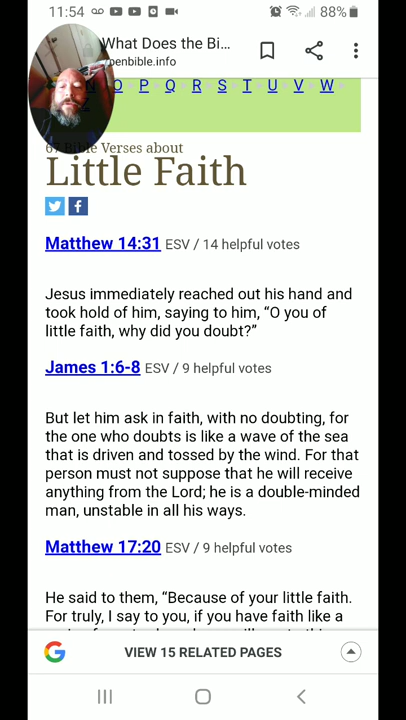 11:54
88%
What Does the Bi...
penbible.info
N O P Q R S T U V W
Z
67 Bible Verses about
Little Faith
Matthew 14:31 ESV / 14 helpful votes
Jesus immediately reached out his hand and
took hold of him, saying to him, “O you of
little faith, why did you doubt?”
James 1:6-8 ESV / 9 helpful votes
But let him ask in faith, with no doubting, for
the one who doubts is like a wave of the sea
that is driven and tossed by the wind. For that
person must not suppose that he will receive
anything from the Lord; he is a double-minded
man, unstable in all his ways.
Matthew 17:20 ESV / 9 helpful votes
He said to them, “Because of your little faith.
For truly, I say to you, if you have faith like a
VIEW 15 RELATED PAGES